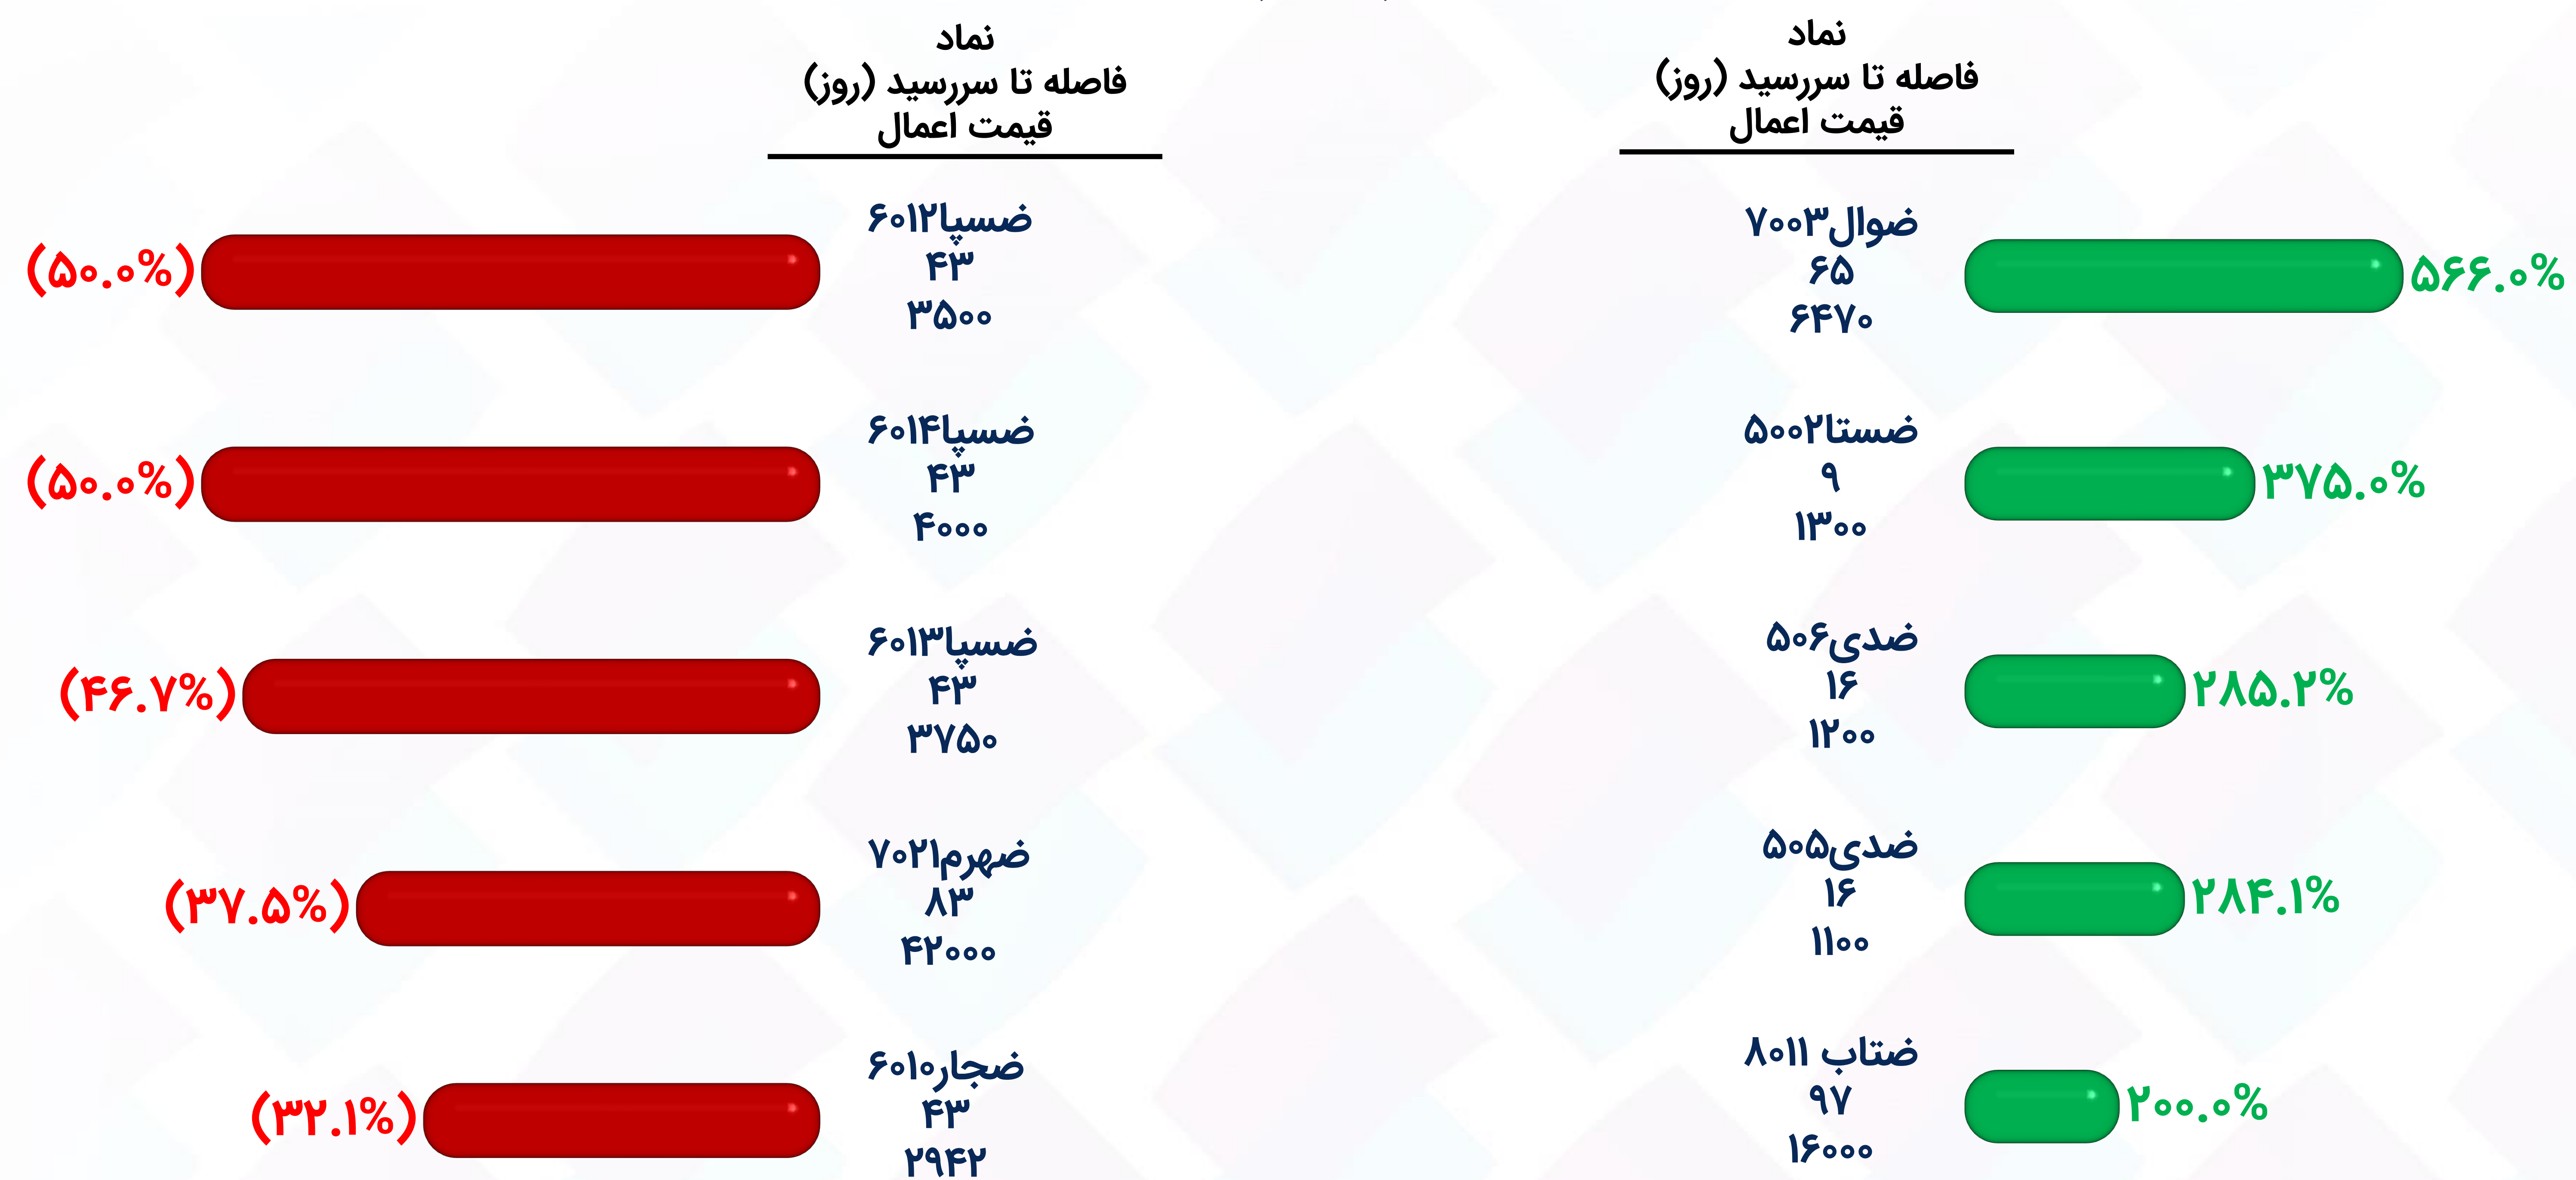 نماد
فاصله تا سررسید (روز)
قیمت اعمال
ضوال۷۰۰۳
۶۵
۶۴۷۰
۵۶۶.۰%
ضستا۵۰۰۲
۹
۱۳۰۰
۳۷۵.۰%
ضدی۵۰۶
۱۶
۱۲۰۰
۲۸۵.۲%
ضدی۵۰۵
۱۶
۱۱۰۰
۲۸۴.۱%
ضتاب ۸۰۱۱
۹۷
۱۶۰۰۰
۲۰۰.۰%
نماد
فاصله تا سررسید (روز)
قیمت اعمال
ضسپا۶۰۱۲
۴۳
۳۵۰۰
(۵۰.۰%)
ضسپا۶۰۱۴
۴۳
۴۰۰۰
(۵۰.۰%)
ضسپا۶۰۱۳
۴۳
۳۷۵۰
(۴۶.۷%)
ضهرم۷۰۲۱
۸۳
۴۲۰۰۰
(۳۷.۵%)
ضجار۶۰۱۰
۴۳
۲۹۴۲
(۳۲.۱%)